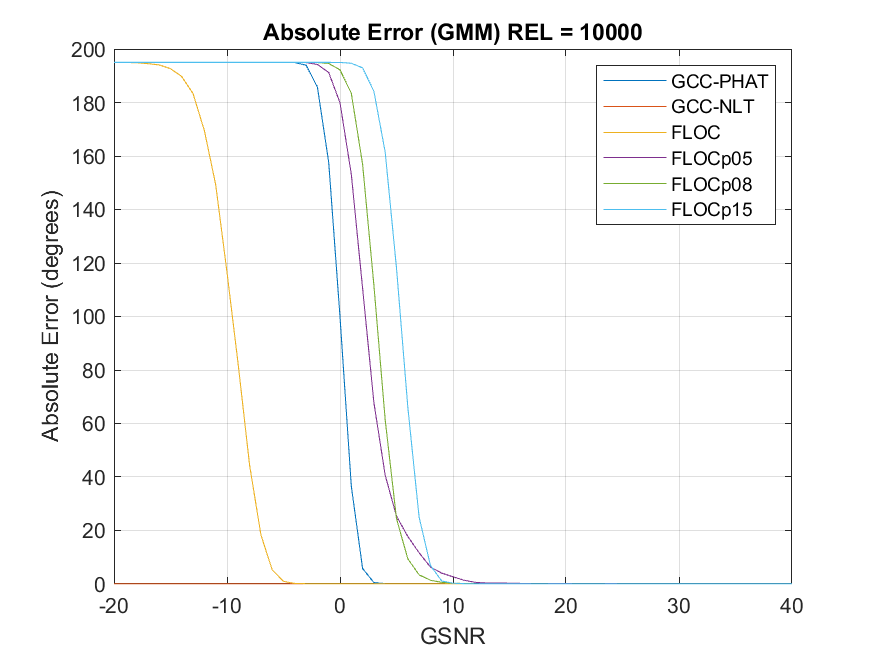 Absolute Error (GMM) REL = 10000
200
180
160
140
120
100
80
60
40
20
0
Absolute Error (degrees)
GCC-PHAT
GCC-NLT
FLOC
FLOCp05
FLOCp08
FLOCp15
-20 -10 0 10 20 30 40
GSNR